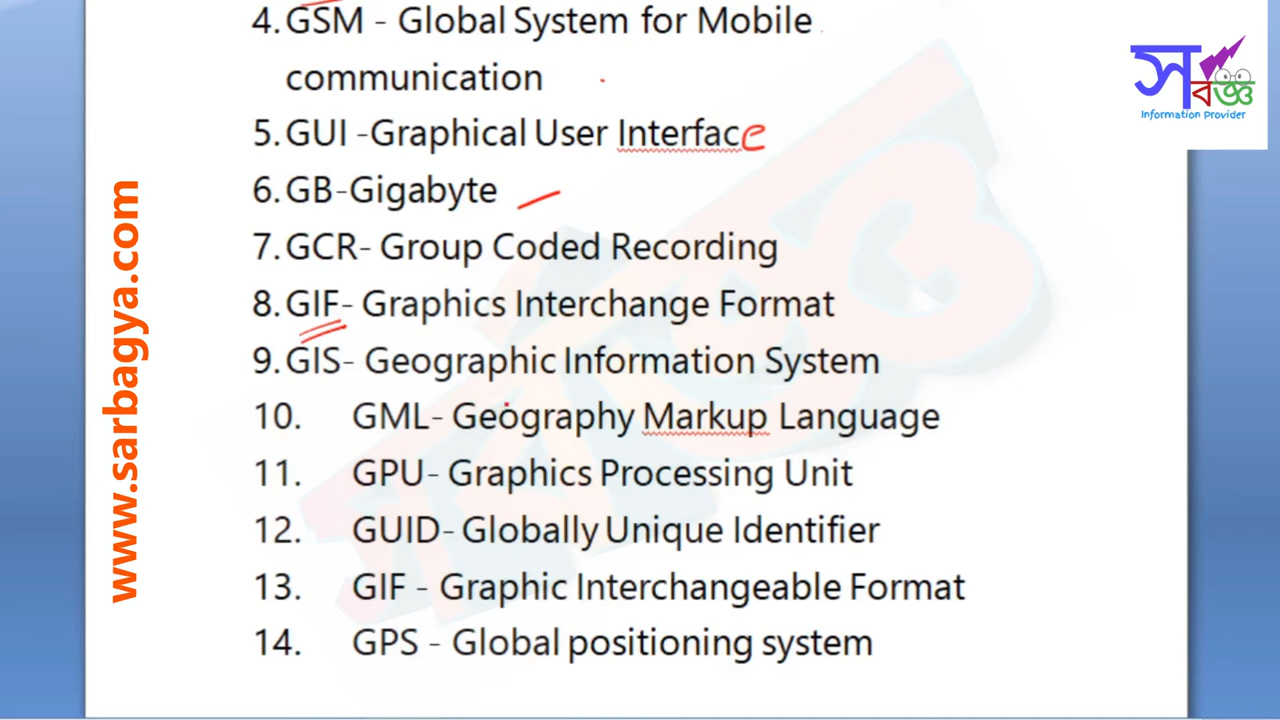 4. GSM - Global System for Mobile
communication
5. GUI -Graphical User Interface
6. GB-Gigabyte
7. GCR- Group Coded Recording
8. GIF- Graphics Interchange Format
9. GIS- Geographic Information System
10. GML- Geography Markup Language
11. GPU- Graphics Processing Unit
12. GUID- Globally Unique Identifier
13. GIF - Graphic Interchangeable Format
14. GPS - Global positioning system
www.sarbagya.com
সর্বজ্ঞ
Information Provider